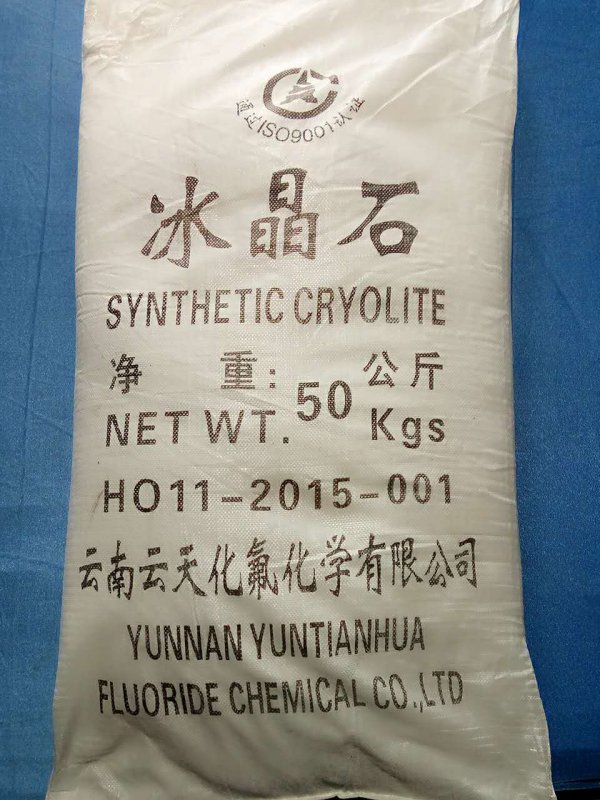 通过ISO9001认证
冰晶石
SYNTHETIC CRYOLITE
净 重: 50 公斤
NET WT. Kgs
HO11-2015-001
云南云天化氟化学有限公司
YUNNAN YUNTIANHUA
FLUORIDE CHEMICAL CO.,LTD